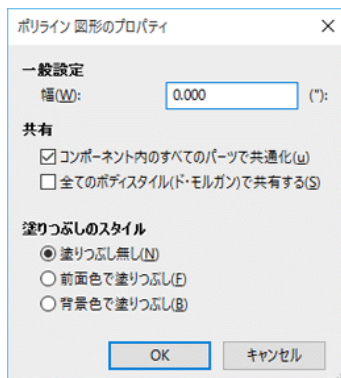 ポリライン 図形のプロパティ
一般設定
幅(W): 0.000 ("):
共有
コンポーネント内のすべてのパーツで共通化(u)
全てのボディスタイル(ド・モルガン)で共有する(S)
塗りつぶしのスタイル
塗りつぶし無し(N)
前面色で塗りつぶし(F)
背景色で塗りつぶし(B)
OK キャンセル